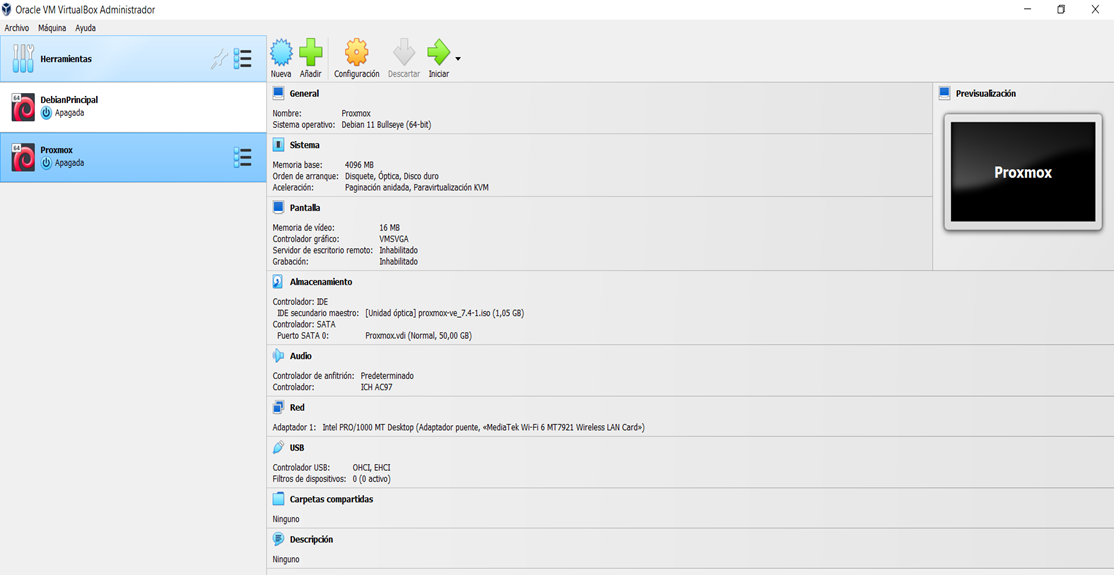 Oracle VM VirtualBox Administrador
Archivo Máquina Ayuda
Herramientas
64 DebianPrincipal
Apagada
64 Proxmox
Apagada
Nueva Añadir Configuración Descartar Iniciar
General
Nombre: Proxmox
Sistema operativo: Debian 11 Bullseye (64-bit)
Sistema
Memoria base: 4096 MB
Orden de arranque: Disquete, Óptica, Disco duro
Aceleración: Paginación anidada, Paravirtualización KVM
Pantalla
Memoria de vídeo: 16 MB
Controlador gráfico: VMSVGA
Servidor de escritorio remoto: Inhabilitado
Grabación: Inhabilitado
Almacenamiento
Controlador: IDE
IDE secundario maestro: [Unidad óptica] proxmox-ve_7.4-1.iso (1,05 GB)
Controlador: SATA
Puerto SATA 0: Proxmox.vdi (Normal, 50,00 GB)
Audio
Controlador de anfitrión: Predeterminado
Controlador: ICH AC97
Red
Adaptador 1: Intel PRO/1000 MT Desktop (Adaptador puente, «MediaTek Wi-Fi 6 MT7921 Wireless LAN Card»)
USB
Controlador USB: OHCI, EHCI
Filtros de dispositivos: 0 (0 activo)
Carpetas compartidas
Ninguno
Descripción
Ninguno
Previsualización
Proxmox